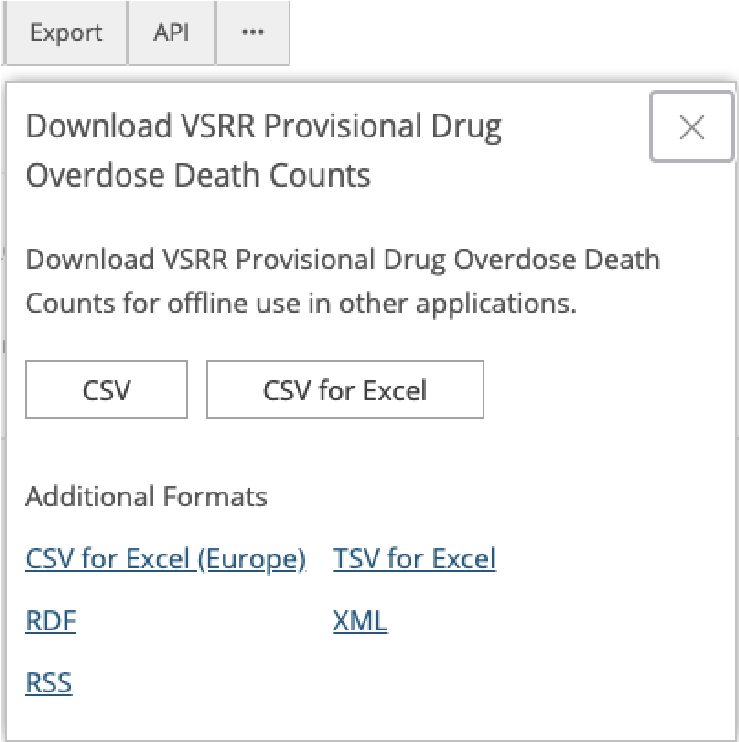 Export API ...
Download VSRR Provisional Drug
Overdose Death Counts
Download VSRR Provisional Drug Overdose Death
Counts for offline use in other applications.
CSV CSV for Excel
Additional Formats
CSV for Excel (Europe) TSV for Excel
RDF XML
RSS